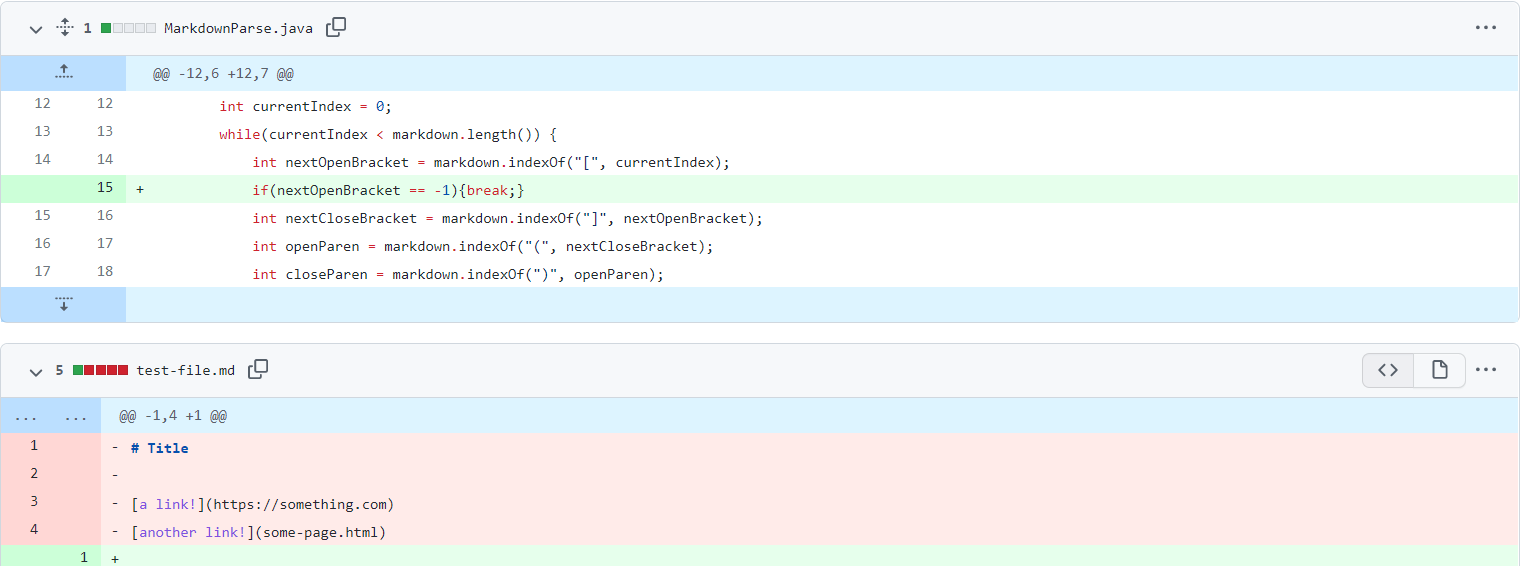 1 MarkdownParse.java
@@ -12,6 +12,7 @@
12 12 int currentIndex = 0;
13 13 while(currentIndex < markdown.length()) {
14 14 int nextOpenBracket = markdown.indexOf("[", currentIndex);
15 + if(nextOpenBracket == -1){break;}
15 16 int nextCloseBracket = markdown.indexOf("]", nextOpenBracket);
16 17 int openParen = markdown.indexOf("(", nextCloseBracket);
17 18 int closeParen = markdown.indexOf(")", openParen);
5 test-file.md
... ... @@ -1,4 +1 @@
1 - # Title
2 -
3 - [a link!](https://something.com)
4 - [another link!](some-page.html)
1 +